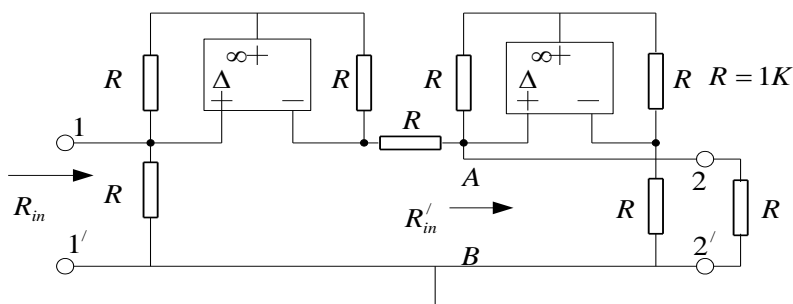 ∞ +
∞ +
R
Δ
R
R
Δ
R
R = 1K
+
−
+
−
1
R
R
A
2
R_in
R'_in
R
R
1/
B
2/